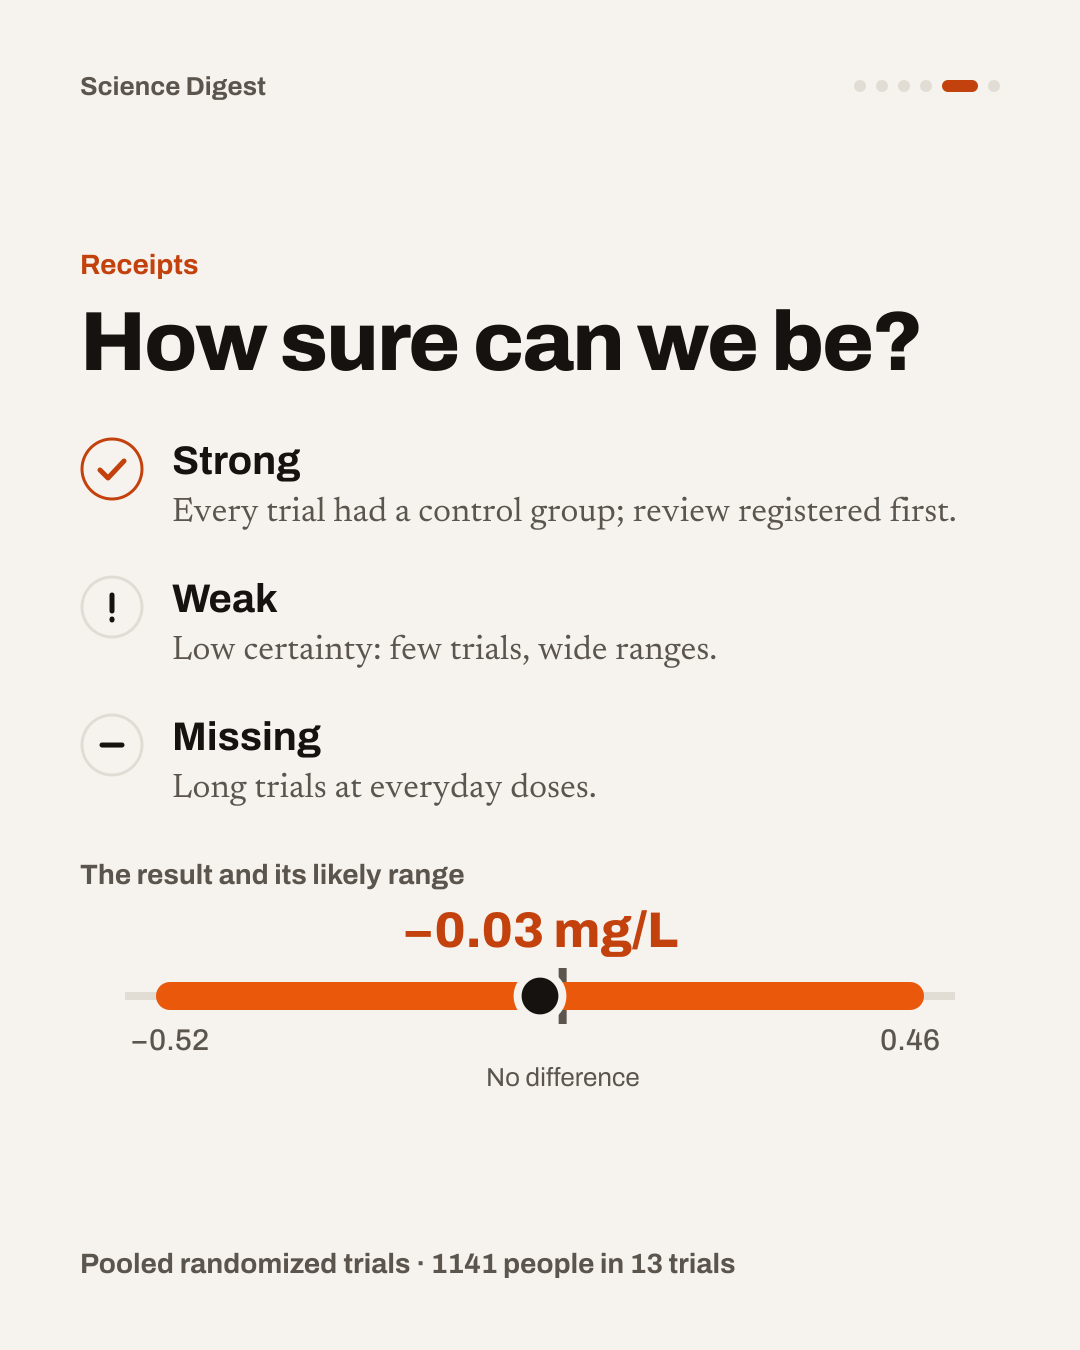 Science Digest
Receipts
How sure can we be?
Strong
Every trial had a control group; review registered first.
Weak
Low certainty: few trials, wide ranges.
Missing
Long trials at everyday doses.
The result and its likely range
−0.03 mg/L
−0.52
0.46
No difference
Pooled randomized trials · 1141 people in 13 trials